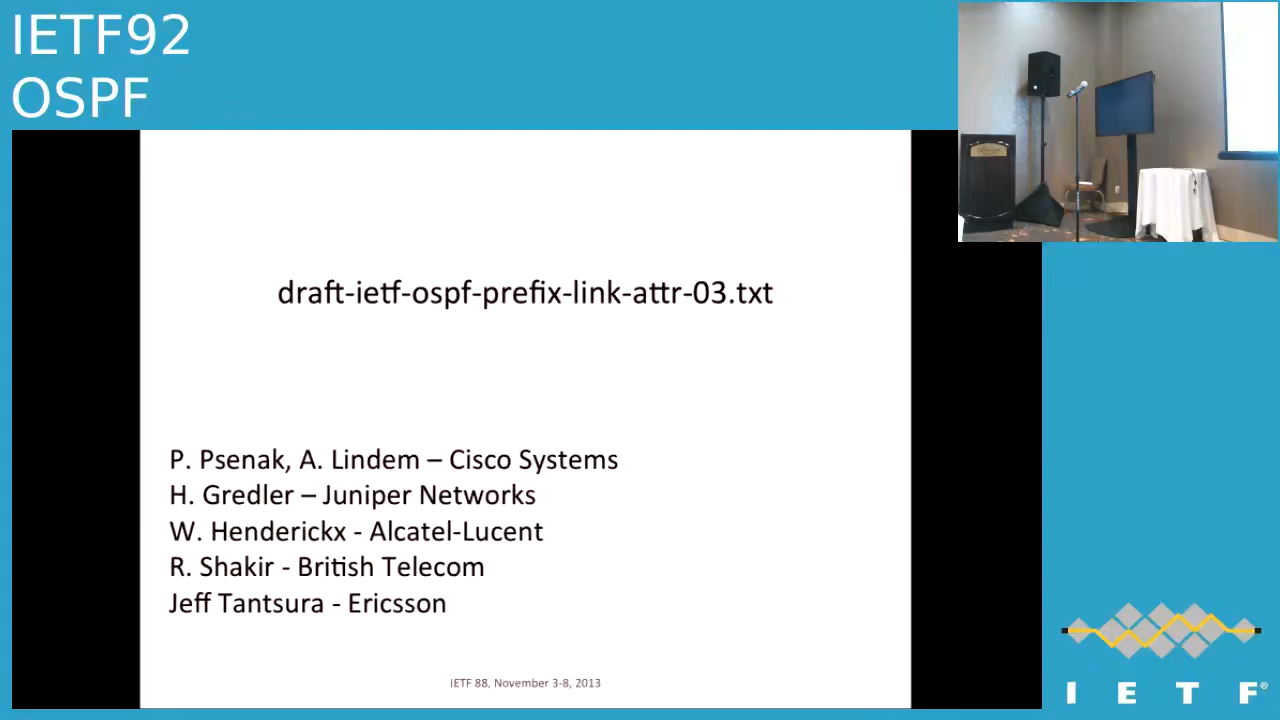 IETF92
OSPF
draft-ietf-ospf-prefix-link-attr-03.txt
P. Psenak, A. Lindem – Cisco Systems
H. Gredler – Juniper Networks
W. Henderickx - Alcatel-Lucent
R. Shakir - British Telecom
Jeff Tantsura - Ericsson
IETF 88, November 3-8, 2013
I E T F®